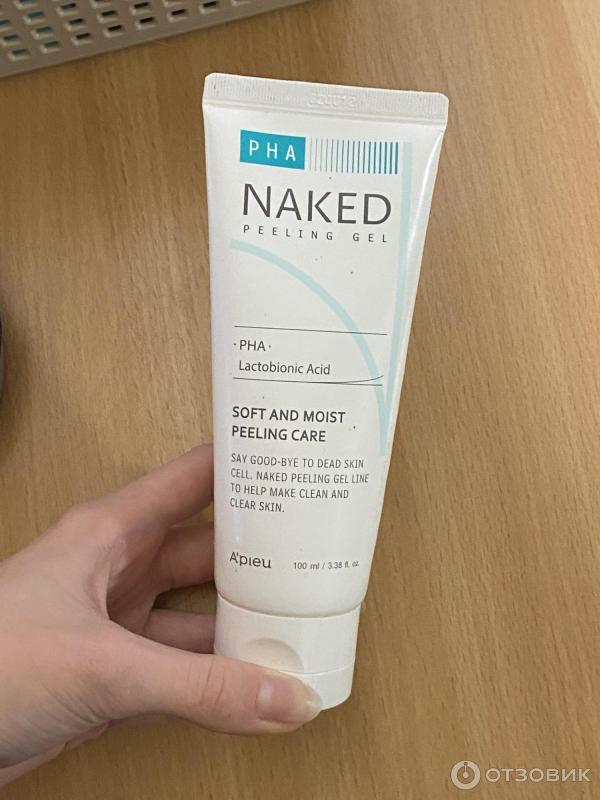 PHA
NAKED
PEELING GEL
·PHA·
Lactobionic Acid
SOFT AND MOIST
PEELING CARE
SAY GOOD-BYE TO DEAD SKIN
CELL. NAKED PEELING GEL LINE
TO HELP MAKE CLEAN AND
CLEAR SKIN.
A'pieu 100 ml / 3.38 fl. oz.
ОТЗОВИК